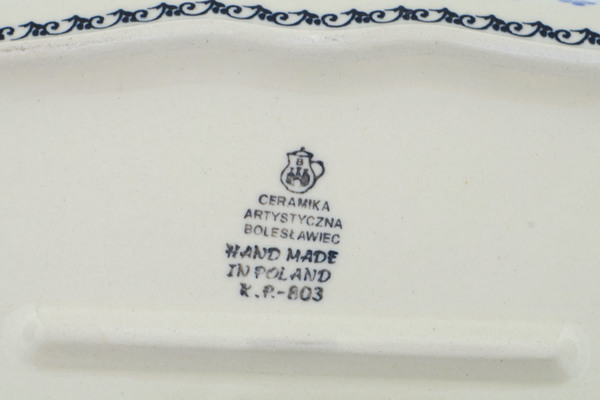 B
CERAMIKA
ARTYSTYCZNA
BOLESŁAWIEC
HAND MADE
IN POLAND
K.P.-803